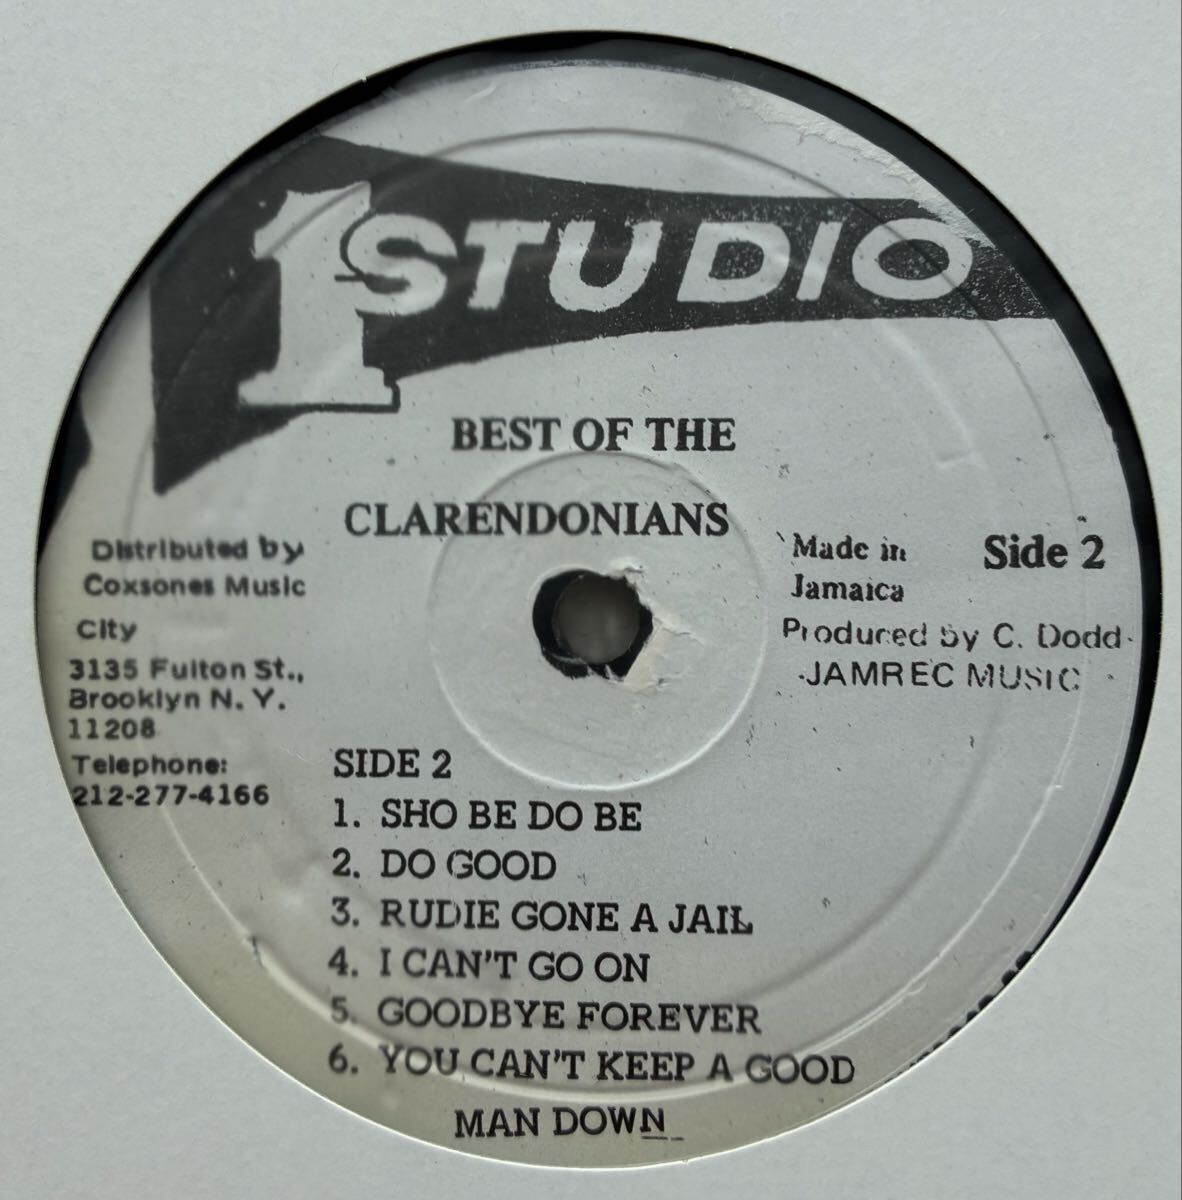 1 STUDIO
BEST OF THE
CLARENDONIANS
Distributed by
Coxsones Music
City
3135 Fulton St.,
Brooklyn N. Y.
11208
Telephone:
212-277-4166
Made in
Jamaica
Side 2
Produced by C. Dodd
JAMREC MUSIC
SIDE 2
1. SHO BE DO BE
2. DO GOOD
3. RUDIE GONE A JAIL
4. I CAN'T GO ON
5. GOODBYE FOREVER
6. YOU CAN'T KEEP A GOOD
MAN DOWN